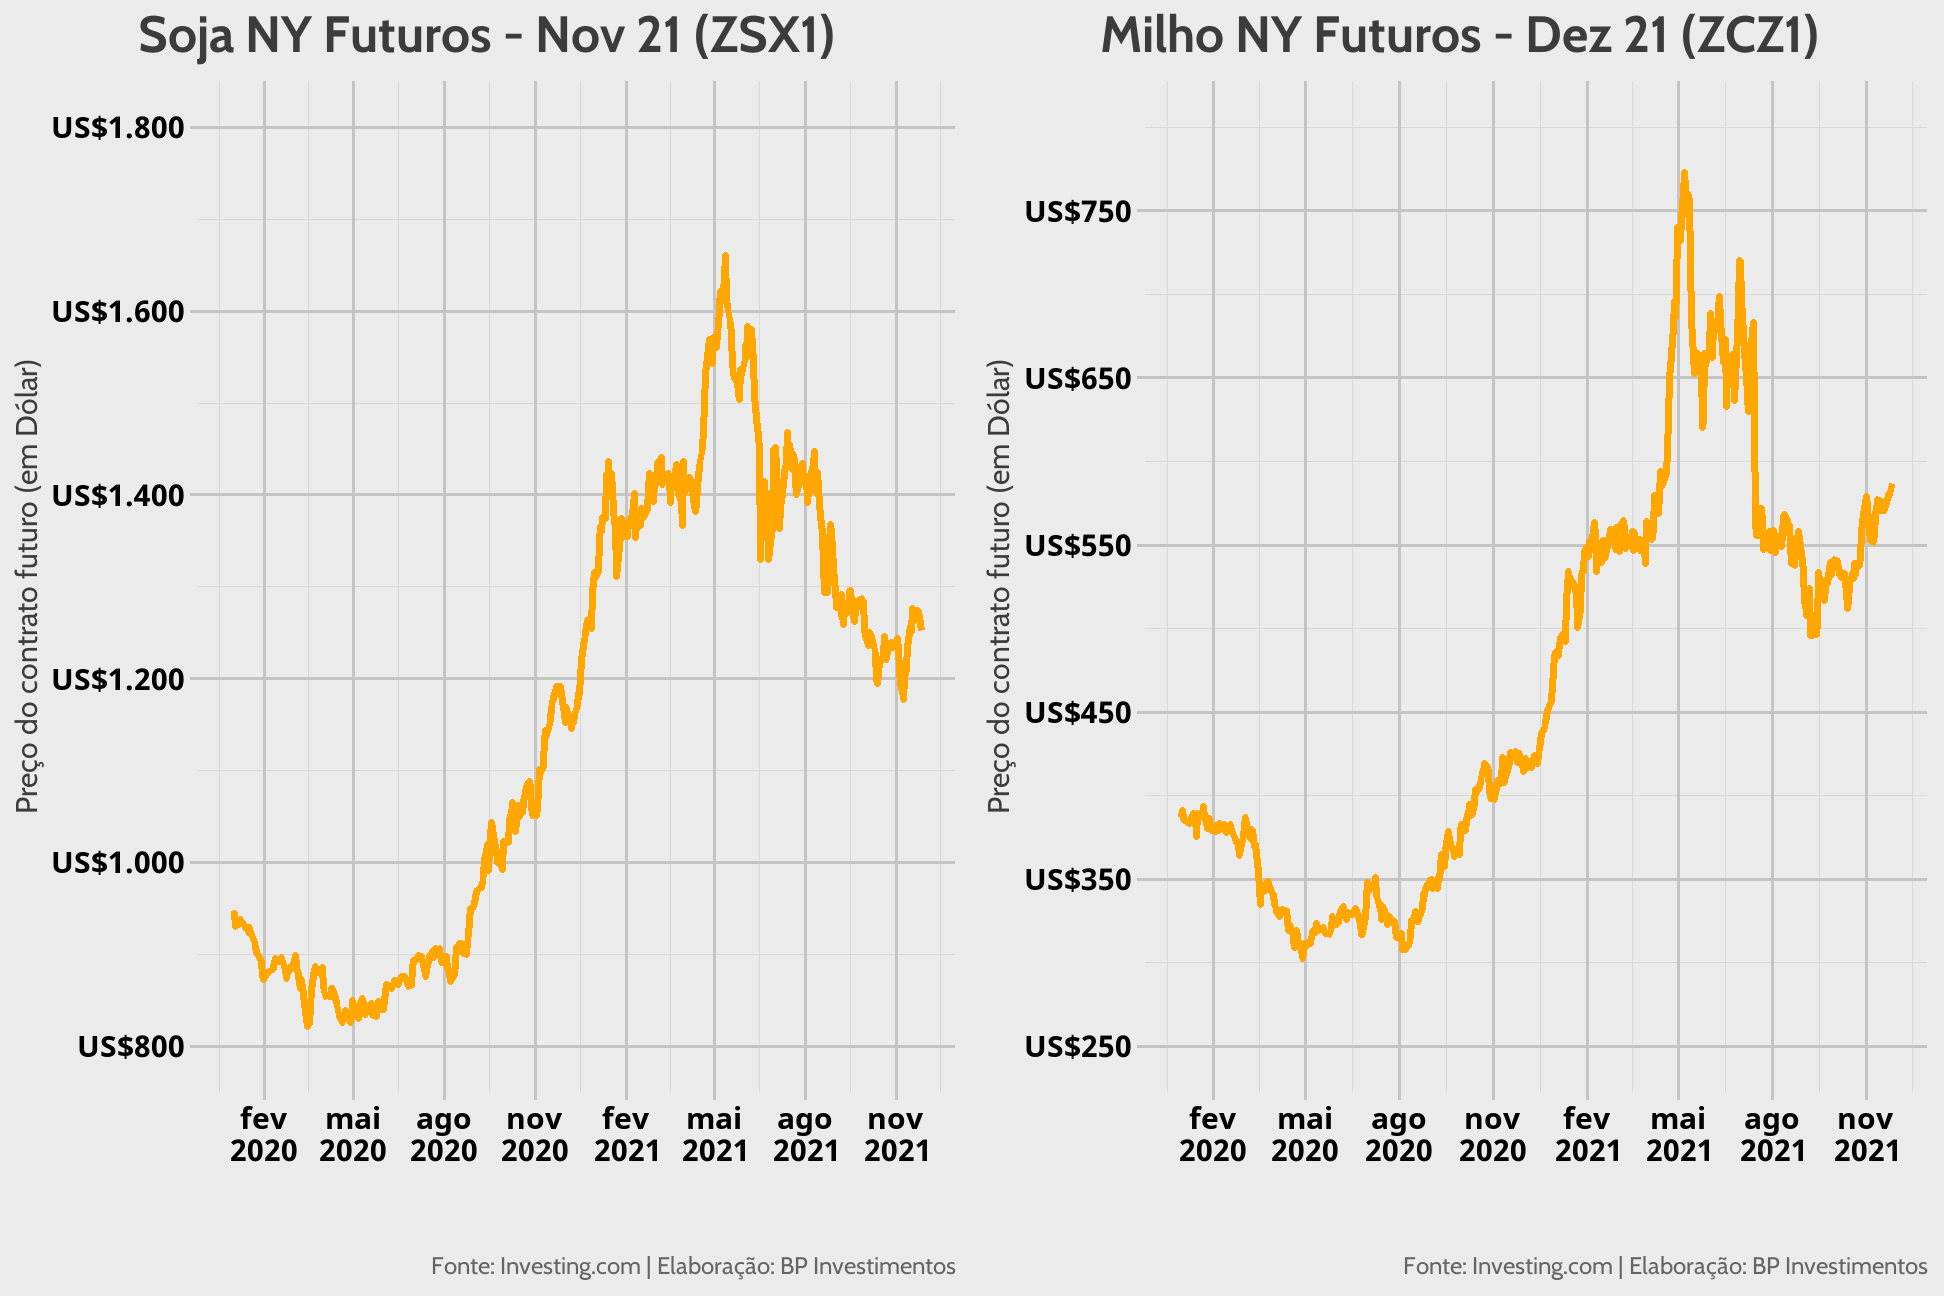 Soja NY Futuros - Nov 21 (ZSX1)
Preço do contrato futuro (em Dólar)
US$1.800
US$1.600
US$1.400
US$1.200
US$1.000
US$800
fev 2020
mai 2020
ago 2020
nov 2020
fev 2021
mai 2021
ago 2021
nov 2021
Fonte: Investing.com | Elaboração: BP Investimentos
Milho NY Futuros - Dez 21 (ZCZ1)
Preço do contrato futuro (em Dólar)
US$750
US$650
US$550
US$450
US$350
US$250
fev 2020
mai 2020
ago 2020
nov 2020
fev 2021
mai 2021
ago 2021
nov 2021
Fonte: Investing.com | Elaboração: BP Investimentos